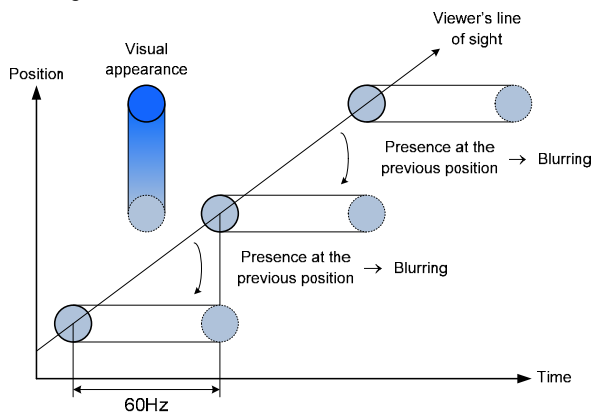 Viewer's line
of sight
Visual
appearance
Position
Presence at the
previous position → Blurring
Presence at the
previous position → Blurring
Time
60Hz